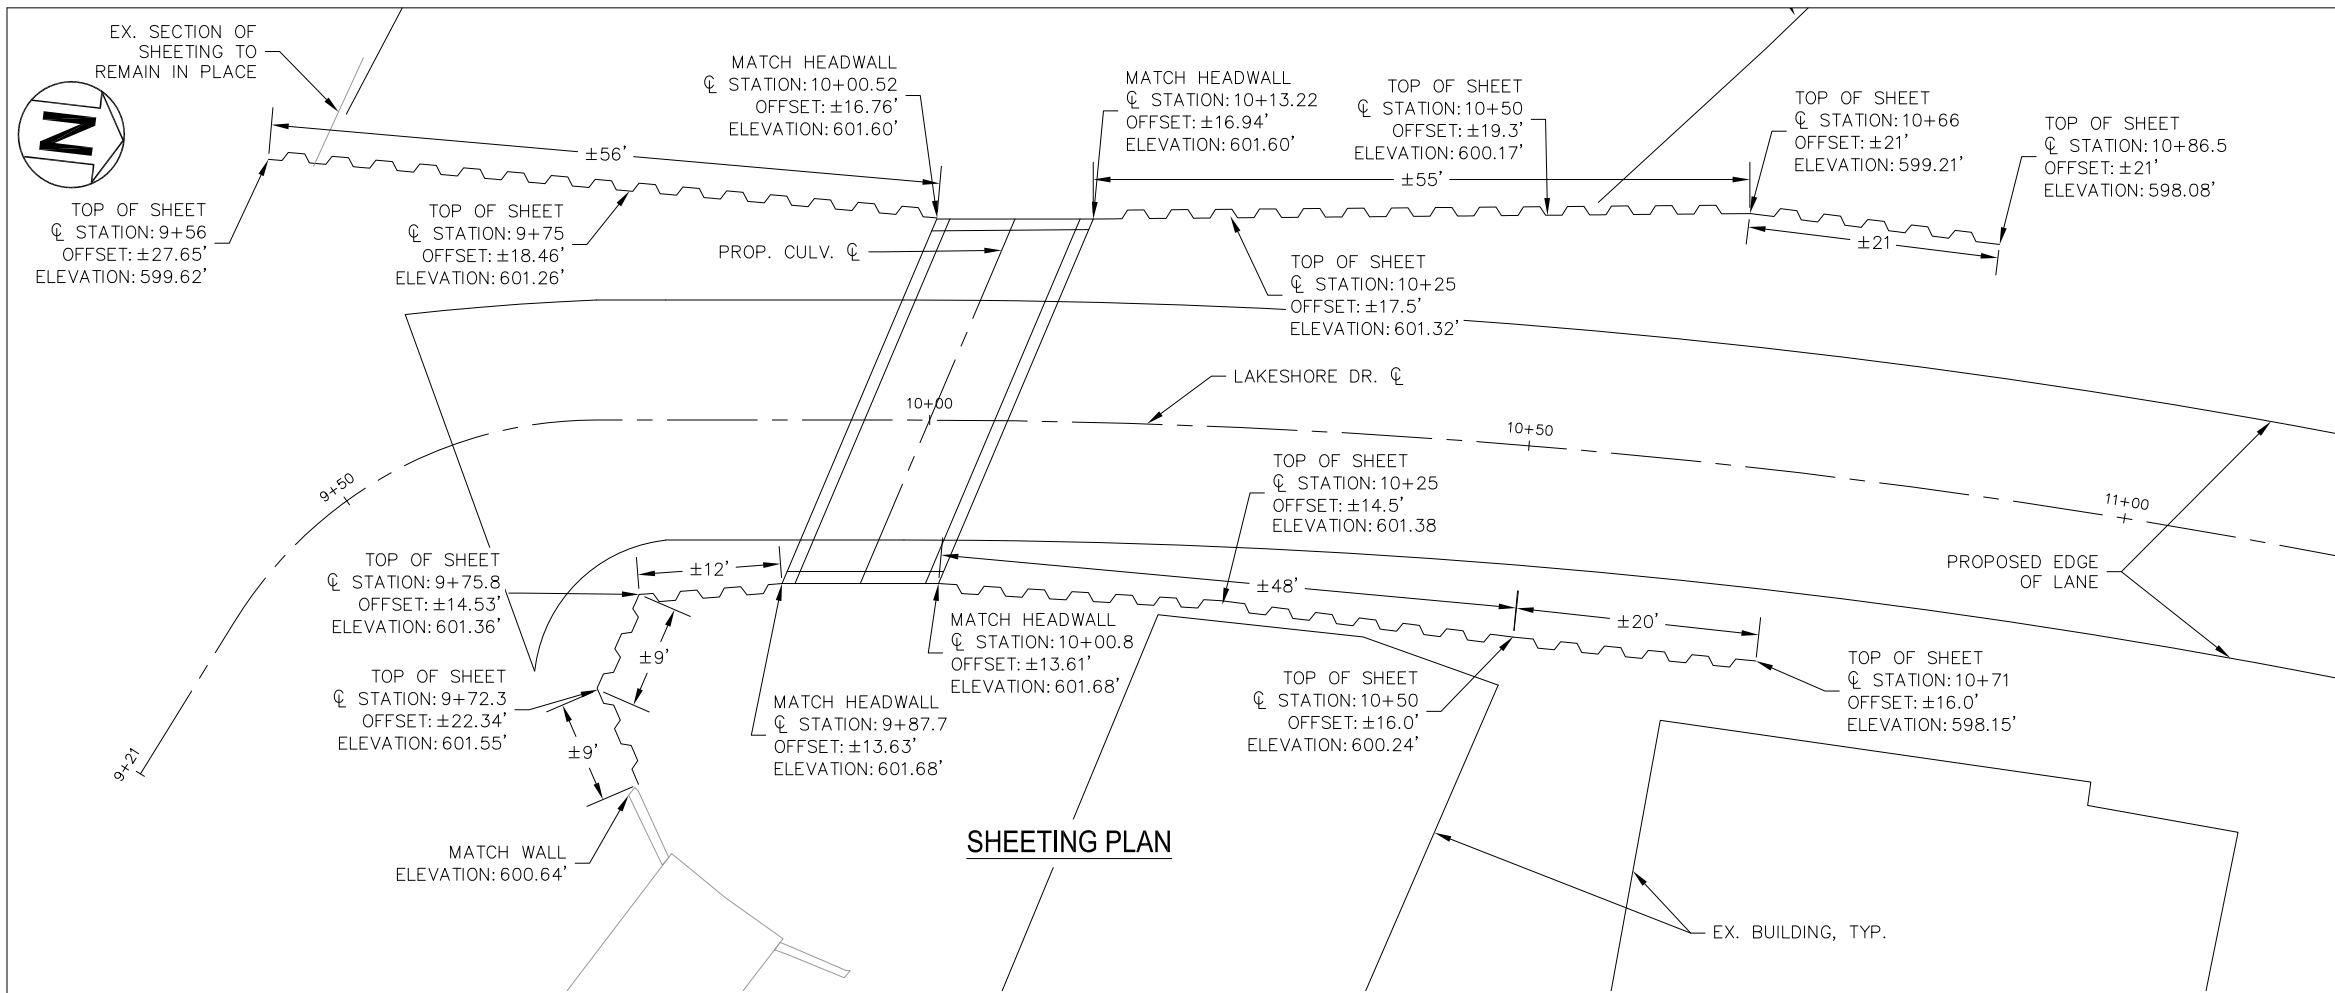 EX. SECTION OF
SHEETING TO
REMAIN IN PLACE
N
MATCH HEADWALL
℄ STATION:10+00.52
OFFSET:±16.76'
ELEVATION:601.60'
MATCH HEADWALL
℄ STATION:10+13.22
OFFSET:±16.94'
ELEVATION:601.60'
TOP OF SHEET
℄ STATION:10+50
OFFSET:±19.3'
ELEVATION:600.17'
TOP OF SHEET
℄ STATION:10+66
OFFSET:±21'
ELEVATION:599.21'
TOP OF SHEET
℄ STATION:10+86.5
OFFSET:±21'
ELEVATION:598.08'
±56'
±55'
±21
TOP OF SHEET
℄ STATION:9+56
OFFSET:±27.65'
ELEVATION:599.62'
TOP OF SHEET
℄ STATION:9+75
OFFSET:±18.46'
ELEVATION:601.26'
PROP. CULV. ℄
TOP OF SHEET
℄ STATION:10+25
OFFSET:±17.5'
ELEVATION:601.32'
LAKESHORE DR. ℄
9+21
9+50
10+00
10+50
11+00
TOP OF SHEET
℄ STATION:10+25
OFFSET:±14.5'
ELEVATION:601.38
PROPOSED EDGE
OF LANE
TOP OF SHEET
℄ STATION:9+75.8
OFFSET:±14.53'
ELEVATION:601.36'
±12'
±48'
±20'
±9'
±9'
TOP OF SHEET
℄ STATION:9+72.3
OFFSET:±22.34'
ELEVATION:601.55'
MATCH HEADWALL
℄ STATION:10+00.8
OFFSET:±13.61'
ELEVATION:601.68'
MATCH HEADWALL
℄ STATION:9+87.7
OFFSET:±13.63'
ELEVATION:601.68'
TOP OF SHEET
℄ STATION:10+50
OFFSET:±16.0'
ELEVATION:600.24'
TOP OF SHEET
℄ STATION:10+71
OFFSET:±16.0'
ELEVATION:598.15'
MATCH WALL
ELEVATION:600.64'
SHEETING PLAN
EX. BUILDING, TYP.